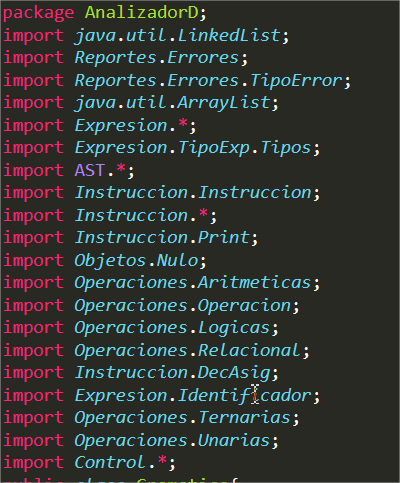 package AnalizadorD;
import java.util.LinkedList;
import Reportes.Errores;
import Reportes.Errores.TipoError;
import java.util.ArrayList;
import Expresion.*;
import Expresion.TipoExp.Tipos;
import AST.*;
import Instruccion.Instruccion;
import Instruccion.*;
import Instruccion.Print;
import Objetos.Nulo;
import Operaciones.Aritmeticas;
import Operaciones.Operacion;
import Operaciones.Logicas;
import Operaciones.Relacional;
import Instruccion.DecAsig;
import Expresion.Identificador;
import Operaciones.Ternarias;
import Operaciones.Unarias;
import Control.*;
public class Gramatica{